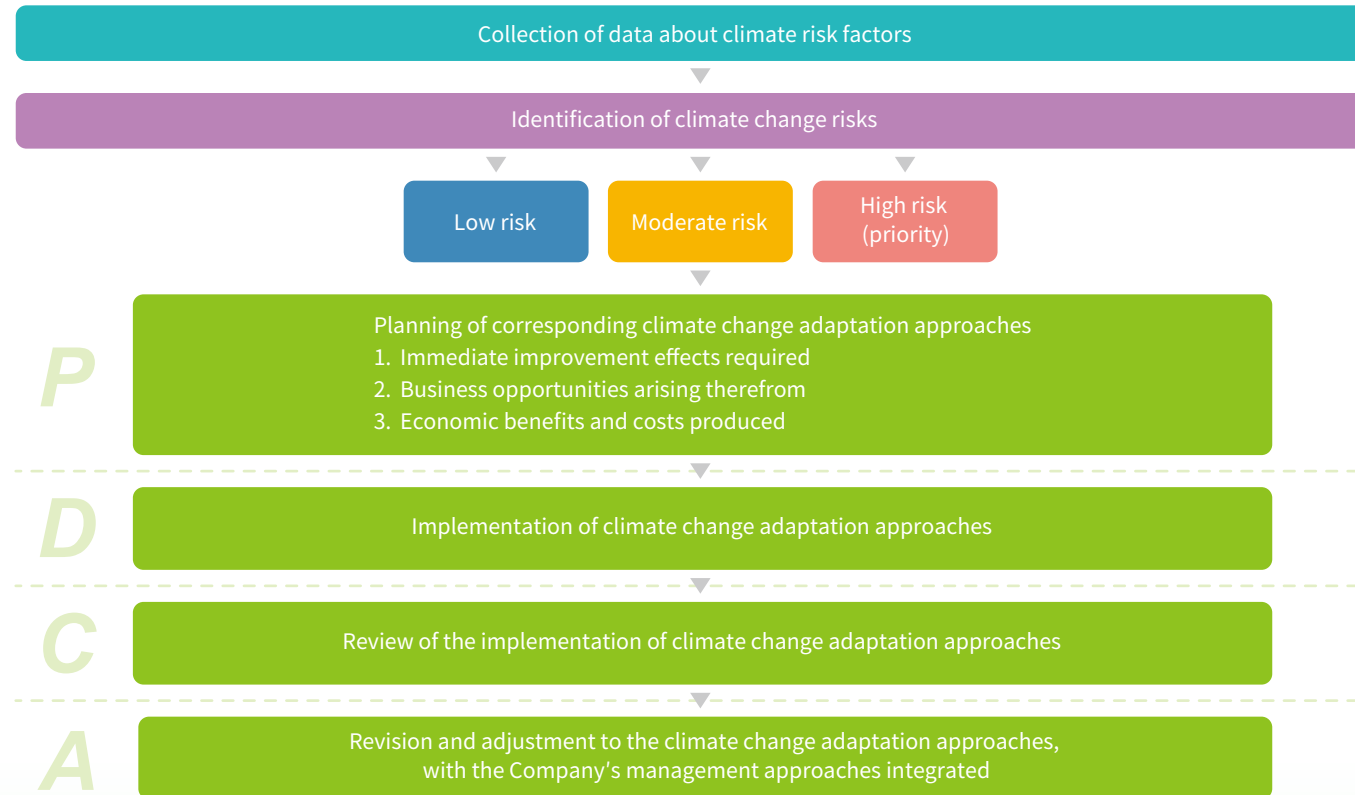 Collection of data about climate risk factors
Identification of climate change risks
Low risk
Moderate risk
High risk
(priority)
P
Planning of corresponding climate change adaptation approaches
1. Immediate improvement effects required
2. Business opportunities arising therefrom
3. Economic benefits and costs produced
D
Implementation of climate change adaptation approaches
C
Review of the implementation of climate change adaptation approaches
A
Revision and adjustment to the climate change adaptation approaches,
with the Company's management approaches integrated